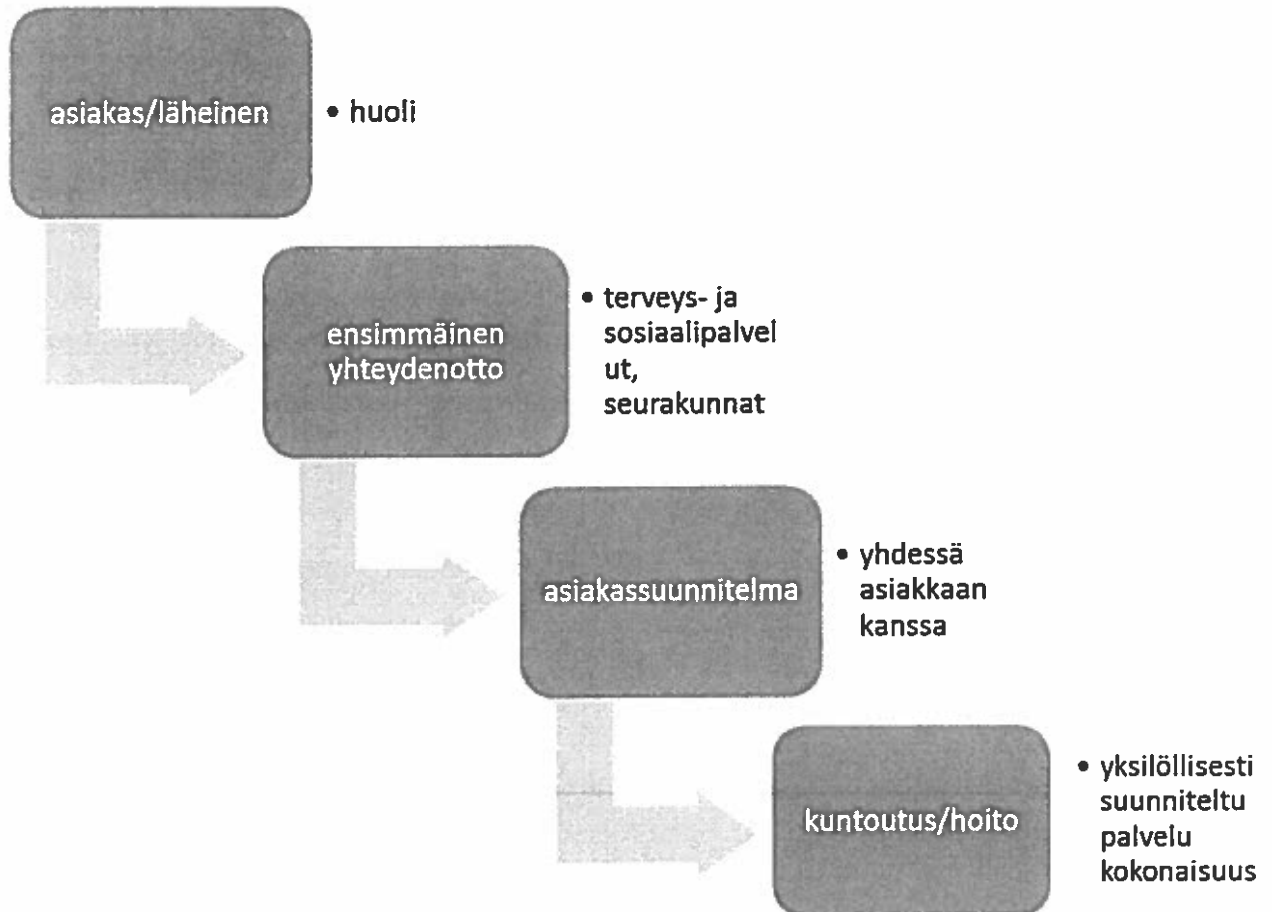 asiakas/läheinen
• huoli
ensimmäinen
yhteydenotto
• terveys- ja
sosiaalipalvel
ut,
seurakunnat
asiakassuunnitelma
• yhdessä
asiakkaan
kanssa
kuntoutus/hoito
• yksilöllisesti
suunniteltu
palvelu
kokonaisuus